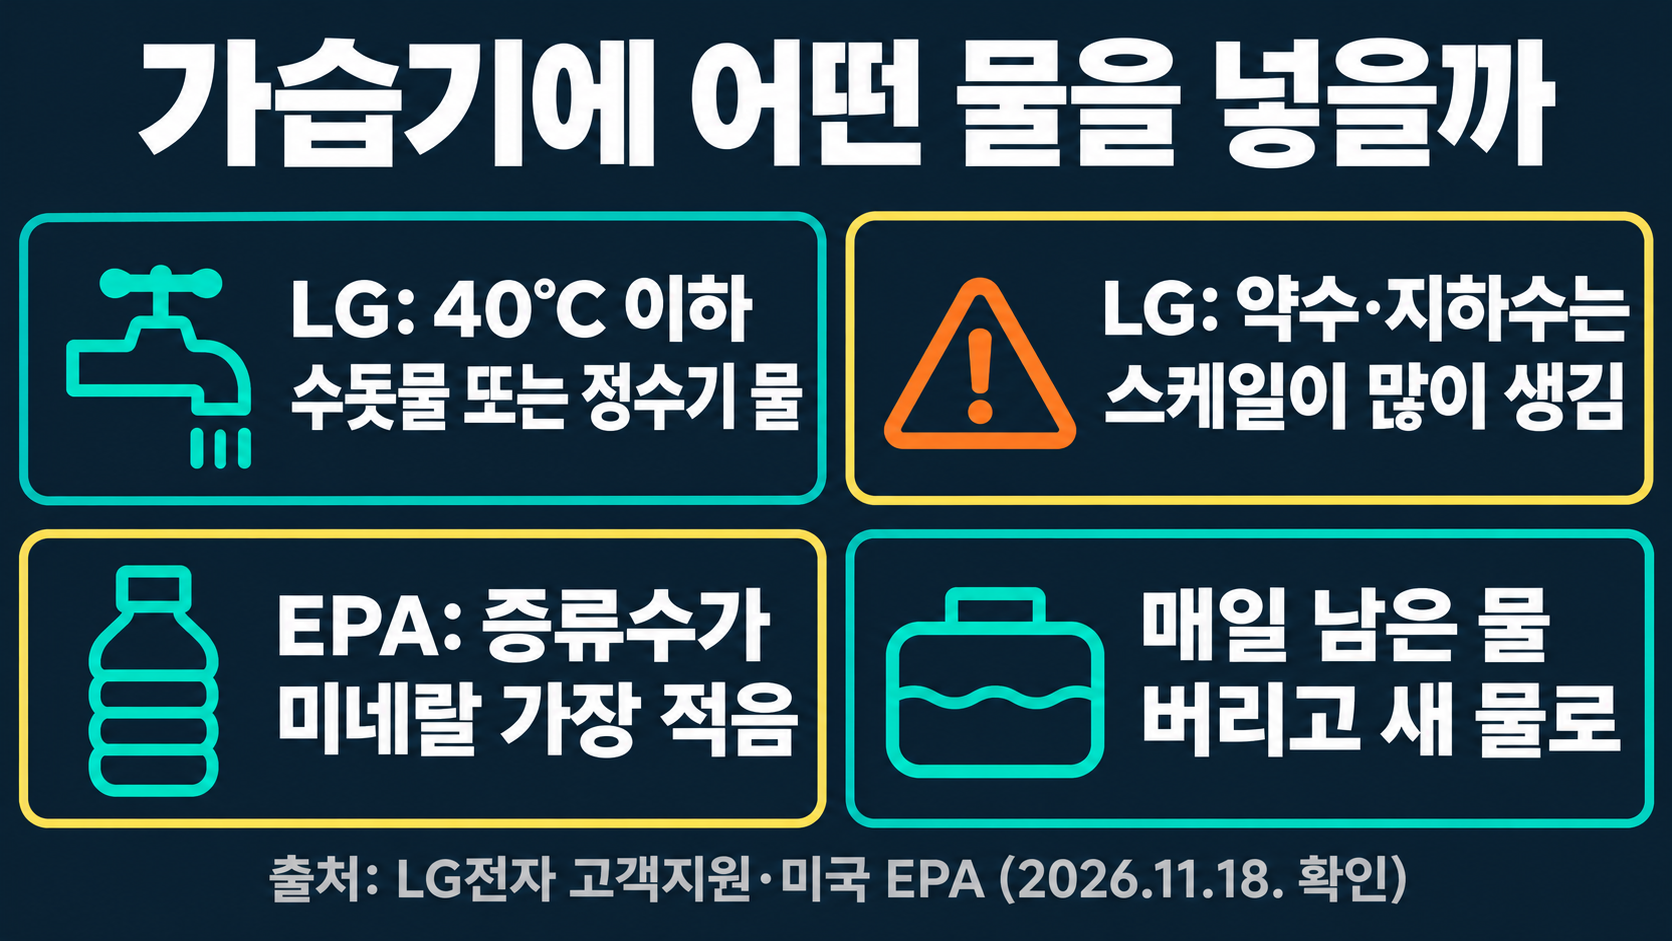 가습기에 어떤 물을 넣을까
LG: 40℃ 이하
수돗물 또는 정수기 물
LG: 약수·지하수는
스케일이 많이 생김
EPA: 증류수가
미네랄 가장 적음
매일 남은 물
버리고 새 물로
출처: LG전자 고객지원·미국 EPA (2026.11.18. 확인)